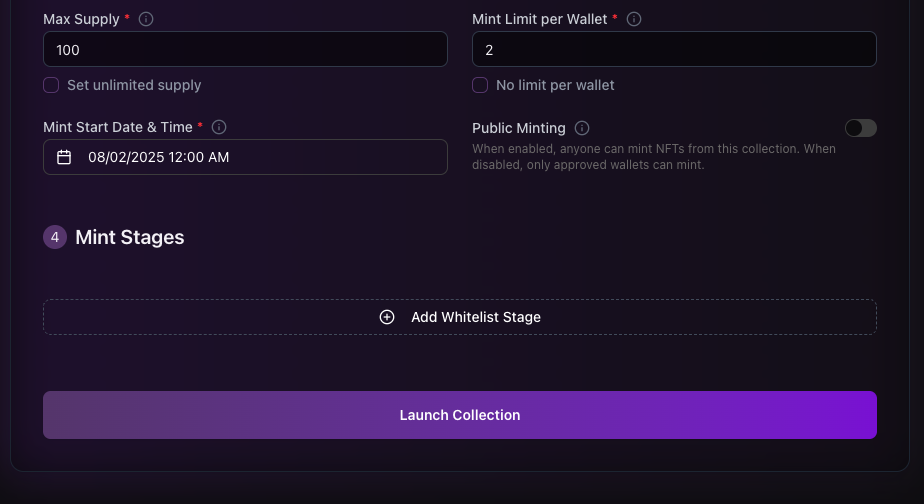 Max Supply *
Mint Limit per Wallet *
100
2
Set unlimited supply
No limit per wallet
Mint Start Date & Time *
Public Minting
08/02/2025 12:00 AM
When enabled, anyone can mint NFTs from this collection. When
disabled, only approved wallets can mint.
4 Mint Stages
Add Whitelist Stage
Launch Collection